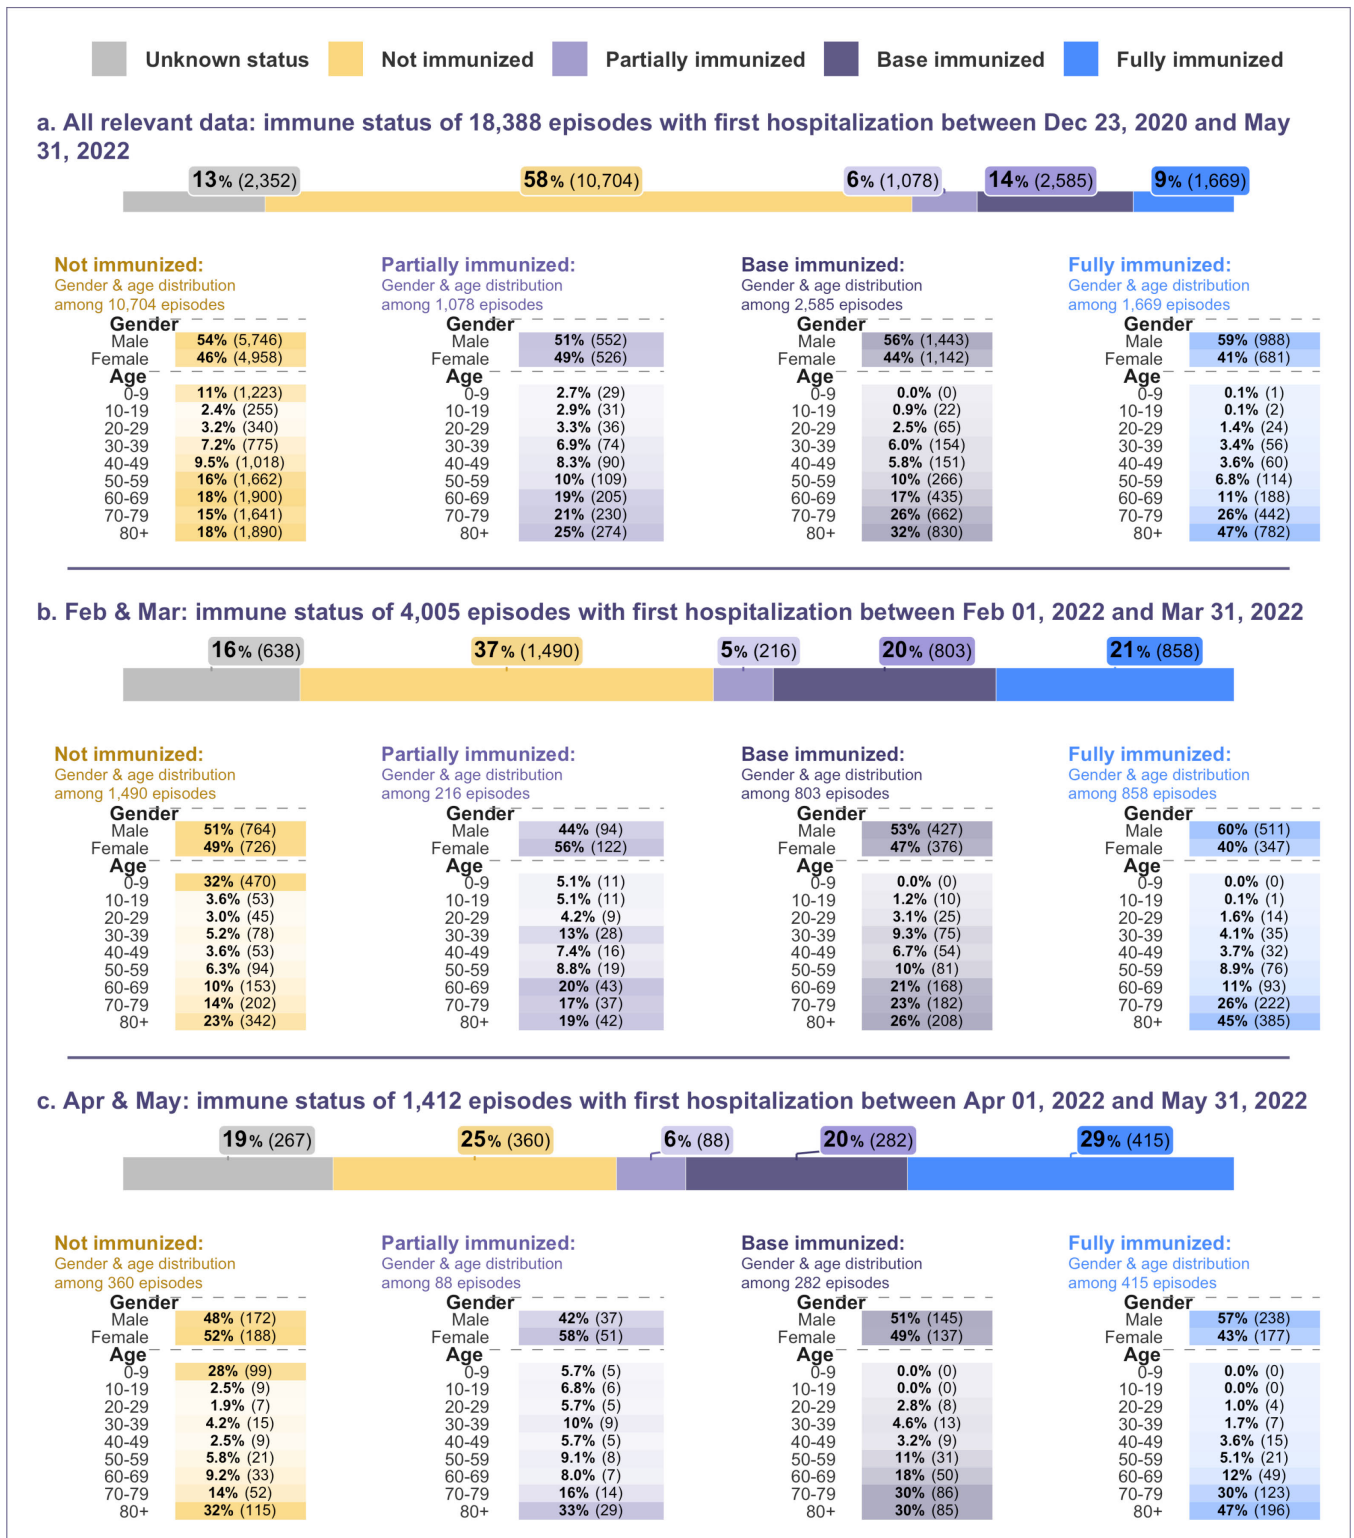 Unknown status Not immunized Partially immunized Base immunized Fully immunized
a. All relevant data: immune status of 18,388 episodes with first hospitalization between Dec 23, 2020 and May
31, 2022
13% (2,352) 58% (10,704) 6% (1,078) 14% (2,585) 9% (1,669)
Not immunized: Partially immunized: Base immunized: Fully immunized:
Gender & age distribution Gender & age distribution Gender & age distribution Gender & age distribution
among 10,704 episodes among 1,078 episodes among 2,585 episodes among 1,669 episodes
Gender Gender Gender Gender
Male 54% (5,746) Male 51% (552) Male 56% (1,443) Male 59% (988)
Female 46% (4,958) Female 49% (526) Female 44% (1,142) Female 41% (681)
Age Age Age Age
0-9 11% (1,223) 0-9 2.7% (29) 0-9 0.0% (0) 0-9 0.1% (1)
10-19 2.4% (255) 10-19 2.9% (31) 10-19 0.9% (22) 10-19 0.1% (2)
20-29 3.2% (340) 20-29 3.3% (36) 20-29 2.5% (65) 20-29 1.4% (24)
30-39 7.2% (775) 30-39 6.9% (74) 30-39 6.0% (154) 30-39 3.4% (56)
40-49 9.5% (1,018) 40-49 8.3% (90) 40-49 5.8% (151) 40-49 3.6% (60)
50-59 16% (1,662) 50-59 10% (109) 50-59 10% (266) 50-59 6.8% (114)
60-69 18% (1,900) 60-69 19% (205) 60-69 17% (435) 60-69 11% (188)
70-79 15% (1,641) 70-79 21% (230) 70-79 26% (662) 70-79 26% (442)
80+ 18% (1,890) 80+ 25% (274) 80+ 32% (830) 80+ 47% (782)
b. Feb & Mar: immune status of 4,005 episodes with first hospitalization between Feb 01, 2022 and Mar 31, 2022
16% (638) 37% (1,490) 5% (216) 20% (803) 21% (858)
Not immunized: Partially immunized: Base immunized: Fully immunized:
Gender & age distribution Gender & age distribution Gender & age distribution Gender & age distribution
among 1,490 episodes among 216 episodes among 803 episodes among 858 episodes
Gender Gender Gender Gender
Male 51% (764) Male 44% (94) Male 53% (427) Male 60% (511)
Female 49% (726) Female 56% (122) Female 47% (376) Female 40% (347)
Age Age Age Age
0-9 32% (470) 0-9 5.1% (11) 0-9 0.0% (0) 0-9 0.0% (0)
10-19 3.6% (53) 10-19 5.1% (11) 10-19 1.2% (10) 10-19 0.1% (1)
20-29 3.0% (45) 20-29 4.2% (9) 20-29 3.1% (25) 20-29 1.6% (14)
30-39 5.2% (78) 30-39 13% (28) 30-39 9.3% (75) 30-39 4.1% (35)
40-49 3.6% (53) 40-49 7.4% (16) 40-49 6.7% (54) 40-49 3.7% (32)
50-59 6.3% (94) 50-59 8.8% (19) 50-59 10% (81) 50-59 8.9% (76)
60-69 10% (153) 60-69 20% (43) 60-69 21% (168) 60-69 11% (93)
70-79 14% (202) 70-79 17% (37) 70-79 23% (182) 70-79 26% (222)
80+ 23% (342) 80+ 19% (42) 80+ 26% (208) 80+ 45% (385)
c. Apr & May: immune status of 1,412 episodes with first hospitalization between Apr 01, 2022 and May 31, 2022
19% (267) 25% (360) 6% (88) 20% (282) 29% (415)
Not immunized: Partially immunized: Base immunized: Fully immunized:
Gender & age distribution Gender & age distribution Gender & age distribution Gender & age distribution
among 360 episodes among 88 episodes among 282 episodes among 415 episodes
Gender Gender Gender Gender
Male 48% (172) Male 42% (37) Male 51% (145) Male 57% (238)
Female 52% (188) Female 58% (51) Female 49% (137) Female 43% (177)
Age Age Age Age
0-9 28% (99) 0-9 5.7% (5) 0-9 0.0% (0) 0-9 0.0% (0)
10-19 2.5% (9) 10-19 6.8% (6) 10-19 0.0% (0) 10-19 0.0% (0)
20-29 1.9% (7) 20-29 5.7% (5) 20-29 2.8% (8) 20-29 1.0% (4)
30-39 4.2% (15) 30-39 10% (9) 30-39 4.6% (13) 30-39 1.7% (7)
40-49 2.5% (9) 40-49 5.7% (5) 40-49 3.2% (9) 40-49 3.6% (15)
50-59 5.8% (21) 50-59 9.1% (8) 50-59 11% (31) 50-59 5.1% (21)
60-69 9.2% (33) 60-69 8.0% (7) 60-69 18% (50) 60-69 12% (49)
70-79 14% (52) 70-79 16% (14) 70-79 30% (86) 70-79 30% (123)
80+ 32% (115) 80+ 33% (29) 80+ 30% (85) 80+ 47% (196)